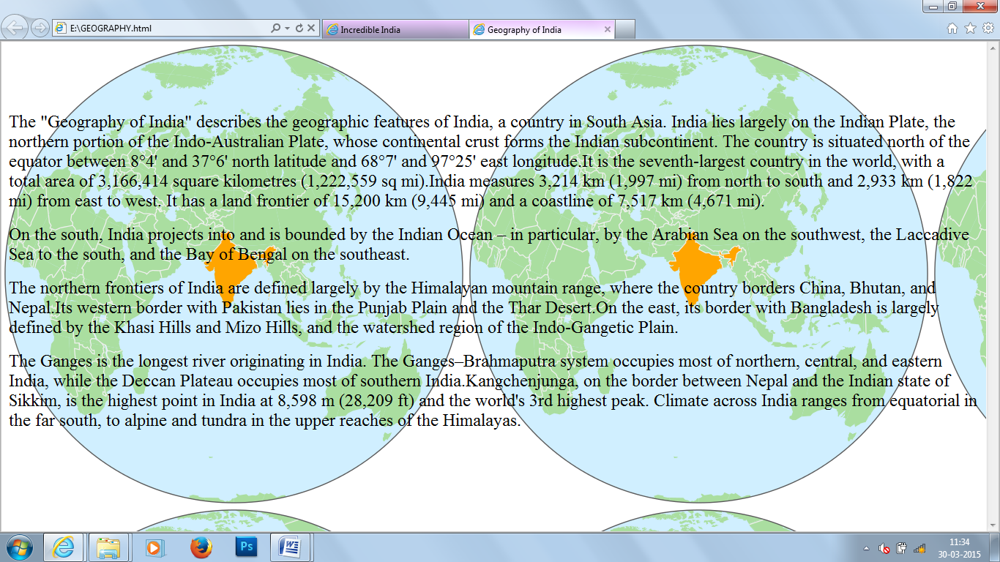 E:\GEOGRAPHY.html
Incredible India
Geography of India
The "Geography of India" describes the geographic features of India, a country in South Asia. India lies largely on the Indian Plate, the
northern portion of the Indo-Australian Plate, whose continental crust forms the Indian subcontinent. The country is situated north of the
equator between 8°4' and 37°6' north latitude and 68°7' and 97°25' east longitude.It is the seventh-largest country in the world, with a
total area of 3,166,414 square kilometres (1,222,559 sq mi).India measures 3,214 km (1,997 mi) from north to south and 2,933 km (1,822
mi) from east to west. It has a land frontier of 15,200 km (9,445 mi) and a coastline of 7,517 km (4,671 mi).
On the south, India projects into and is bounded by the Indian Ocean – in particular, by the Arabian Sea on the southwest, the Laccadive
Sea to the south, and the Bay of Bengal on the southeast.
The northern frontiers of India are defined largely by the Himalayan mountain range, where the country borders China, Bhutan, and
Nepal.Its western border with Pakistan lies in the Punjab Plain and the Thar Desert.On the east, its border with Bangladesh is largely
defined by the Khasi Hills and Mizo Hills, and the watershed region of the Indo-Gangetic Plain.
The Ganges is the longest river originating in India. The Ganges–Brahmaputra system occupies most of northern, central, and eastern
India, while the Deccan Plateau occupies most of southern India.Kangchenjunga, on the border between Nepal and the Indian state of
Sikkim, is the highest point in India at 8,598 m (28,209 ft) and the world's 3rd highest peak. Climate across India ranges from equatorial in
the far south, to alpine and tundra in the upper reaches of the Himalayas.
Ps
11:34
30-03-2015